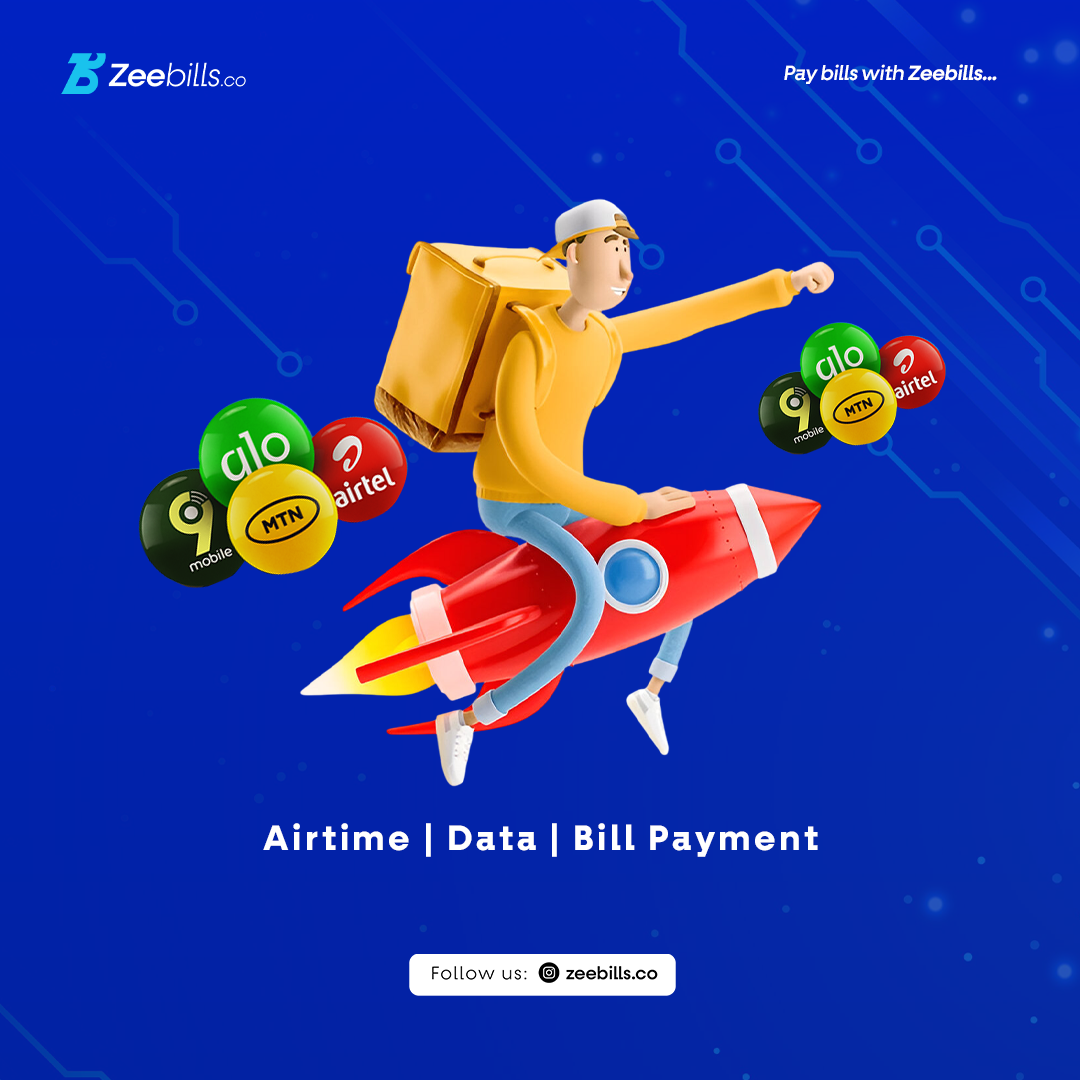 Zeebills.co
Pay bills with Zeebills...
glo
airtel
9
mobile
MTN
glo
airtel
9
mobile
MTN
Airtime | Data | Bill Payment
Follow us: zeebills.co